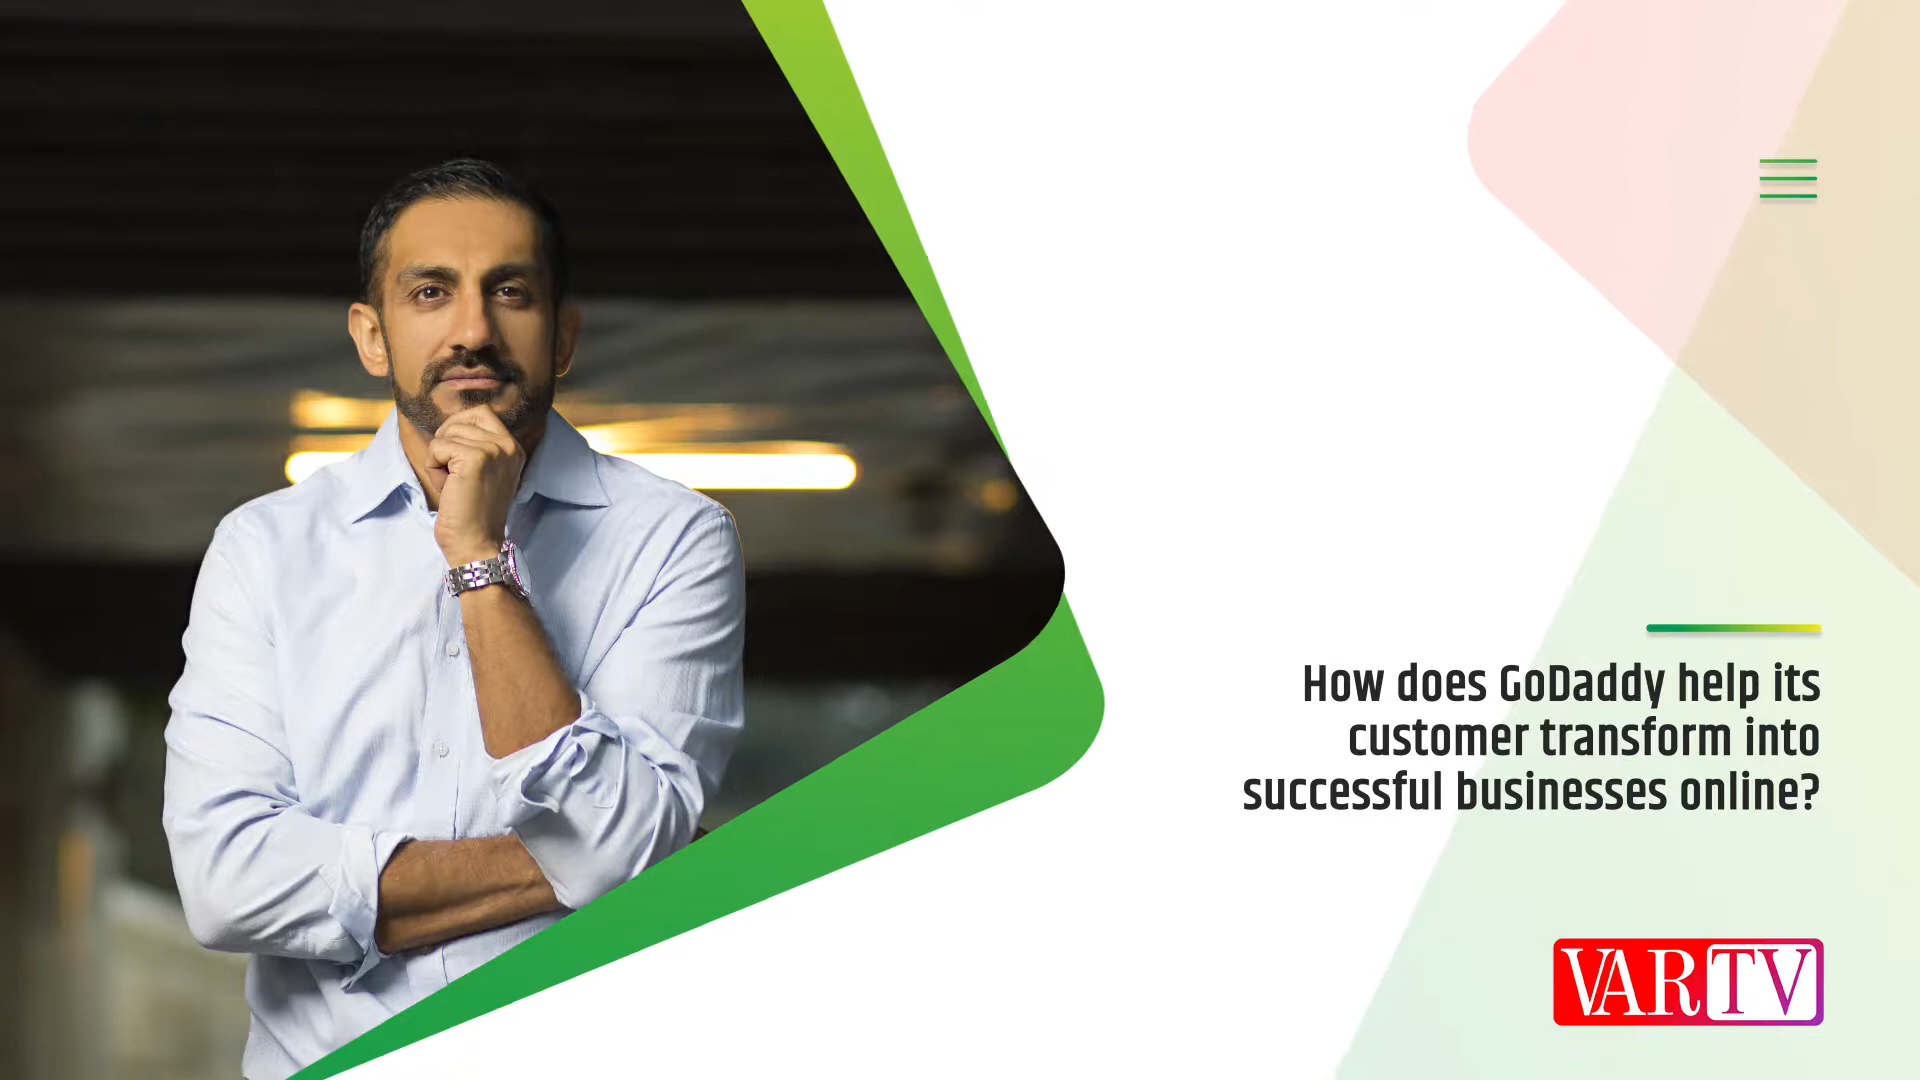 How does GoDaddy help its
customer transform into
successful businesses online?
VARTV